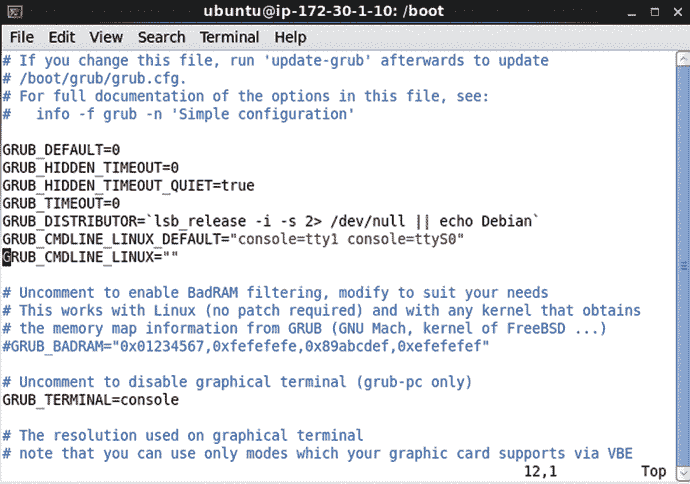 ubuntu@ip-172-30-1-10: /boot
File Edit View Search Terminal Help
# If you change this file, run 'update-grub' afterwards to update
# /boot/grub/grub.cfg.
# For full documentation of the options in this file, see:
#   info -f grub -n 'Simple configuration'
GRUB_DEFAULT=0
GRUB_HIDDEN_TIMEOUT=0
GRUB_HIDDEN_TIMEOUT_QUIET=true
GRUB_TIMEOUT=0
GRUB_DISTRIBUTOR=`lsb_release -i -s 2> /dev/null || echo Debian`
GRUB_CMDLINE_LINUX_DEFAULT="console=tty1 console=ttyS0"
GRUB_CMDLINE_LINUX=""
# Uncomment to enable BadRAM filtering, modify to suit your needs
# This works with Linux (no patch required) and with any kernel that obtains
# the memory map information from GRUB (GNU Mach, kernel of FreeBSD ...)
#GRUB_BADRAM="0x01234567,0xfefefefe,0x89abcdef,0xefefefef"
# Uncomment to disable graphical terminal (grub-pc only)
GRUB_TERMINAL=console
# The resolution used on graphical terminal
# note that you can use only modes which your graphic card supports via VBE
12,1 Top